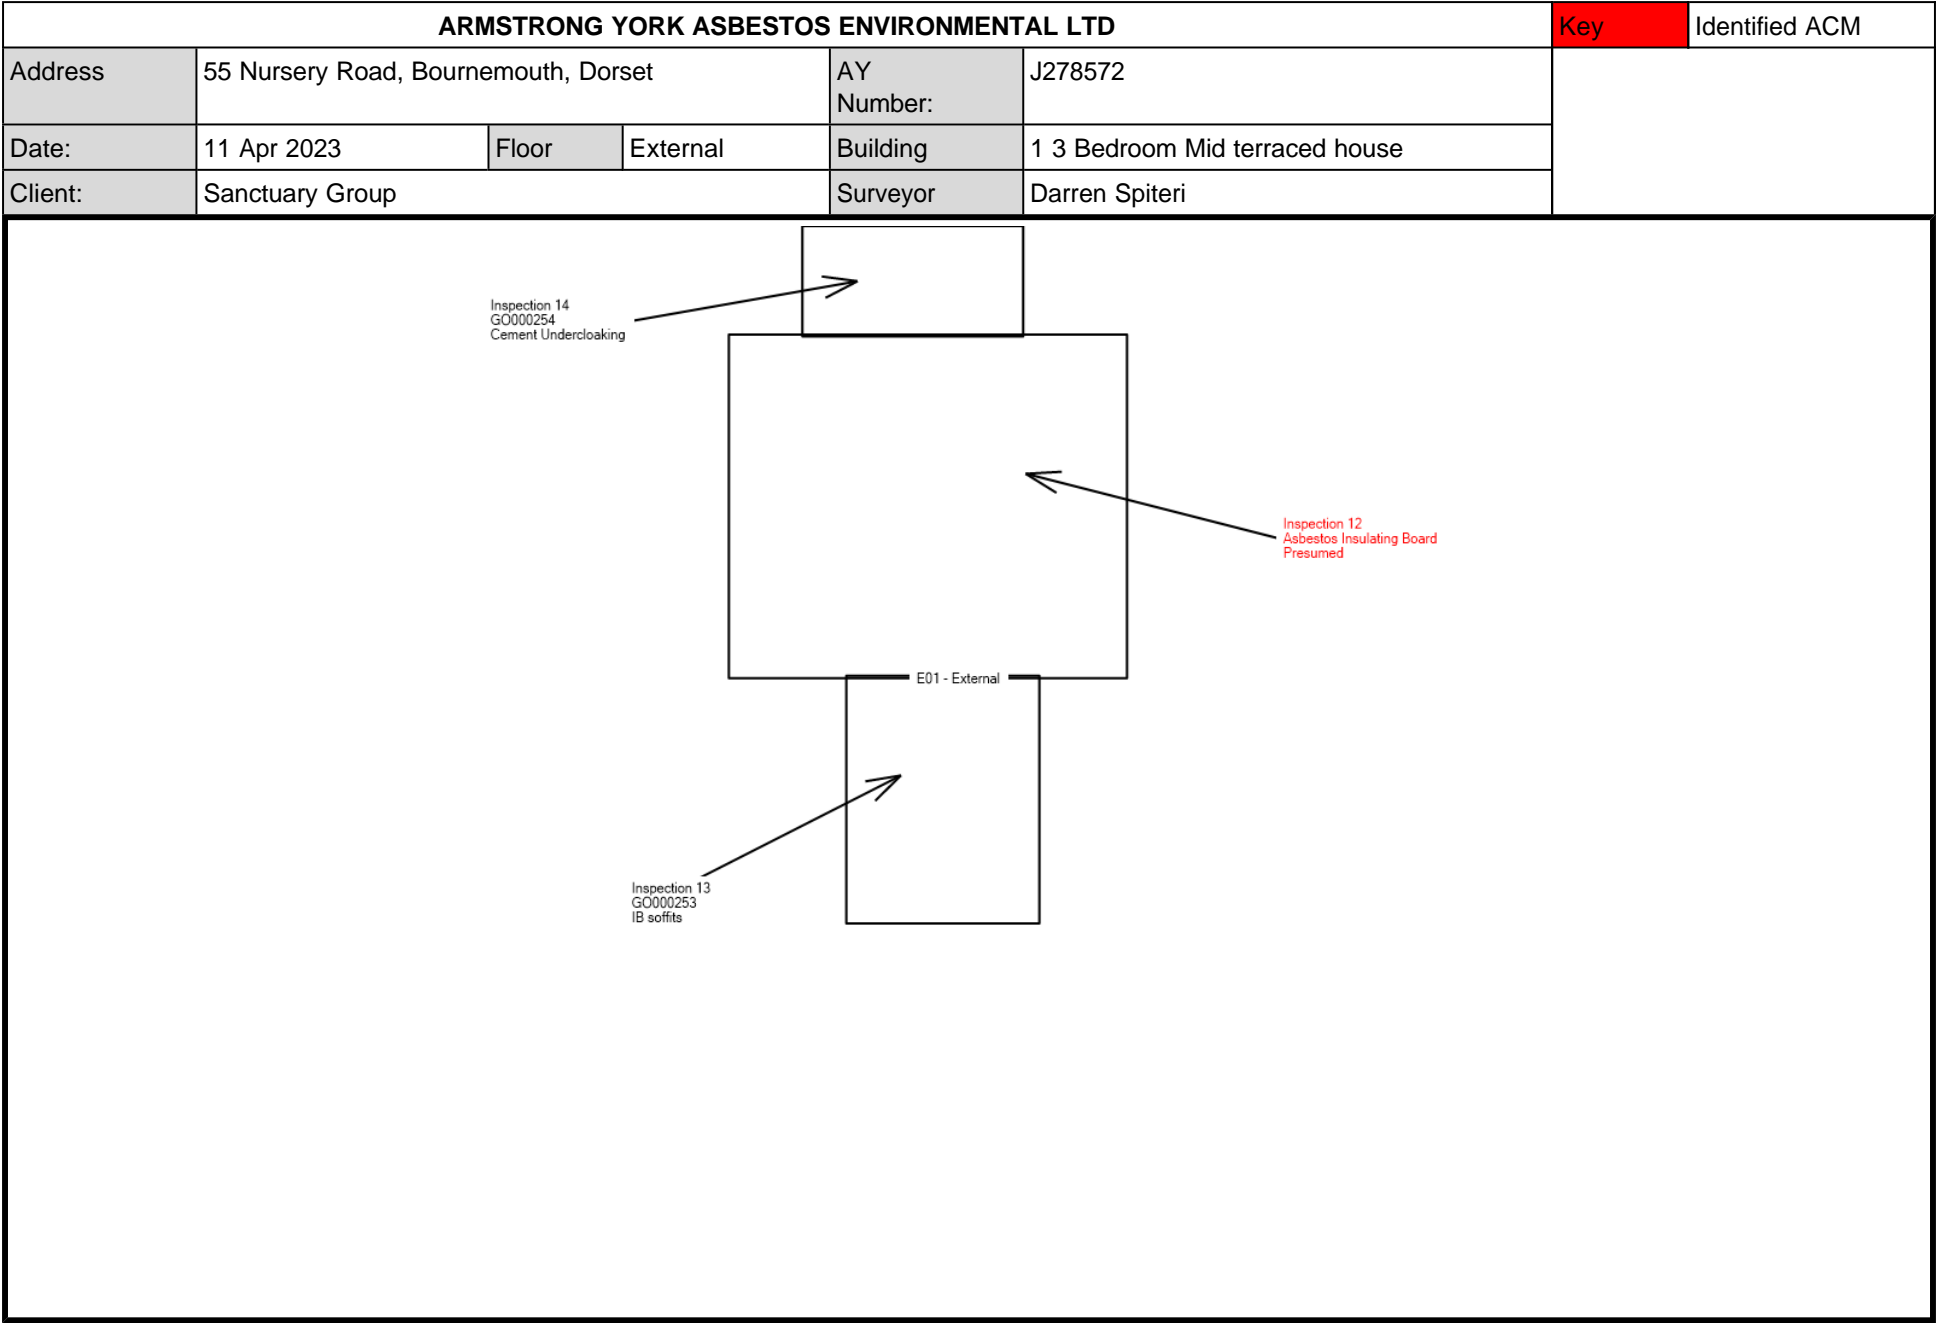 ARMSTRONG YORK ASBESTOS ENVIRONMENTAL LTD
Key
Identified ACM
Address
55 Nursery Road, Bournemouth, Dorset
AY
Number:
J278572
Date:
11 Apr 2023
Floor
External
Building
1 3 Bedroom Mid terraced house
Client:
Sanctuary Group
Surveyor
Darren Spiteri
Inspection 14
GO000254
Cement Undercloaking
Inspection 12
Asbestos Insulating Board
Presumed
E01 - External
Inspection 13
GO000253
IB soffits